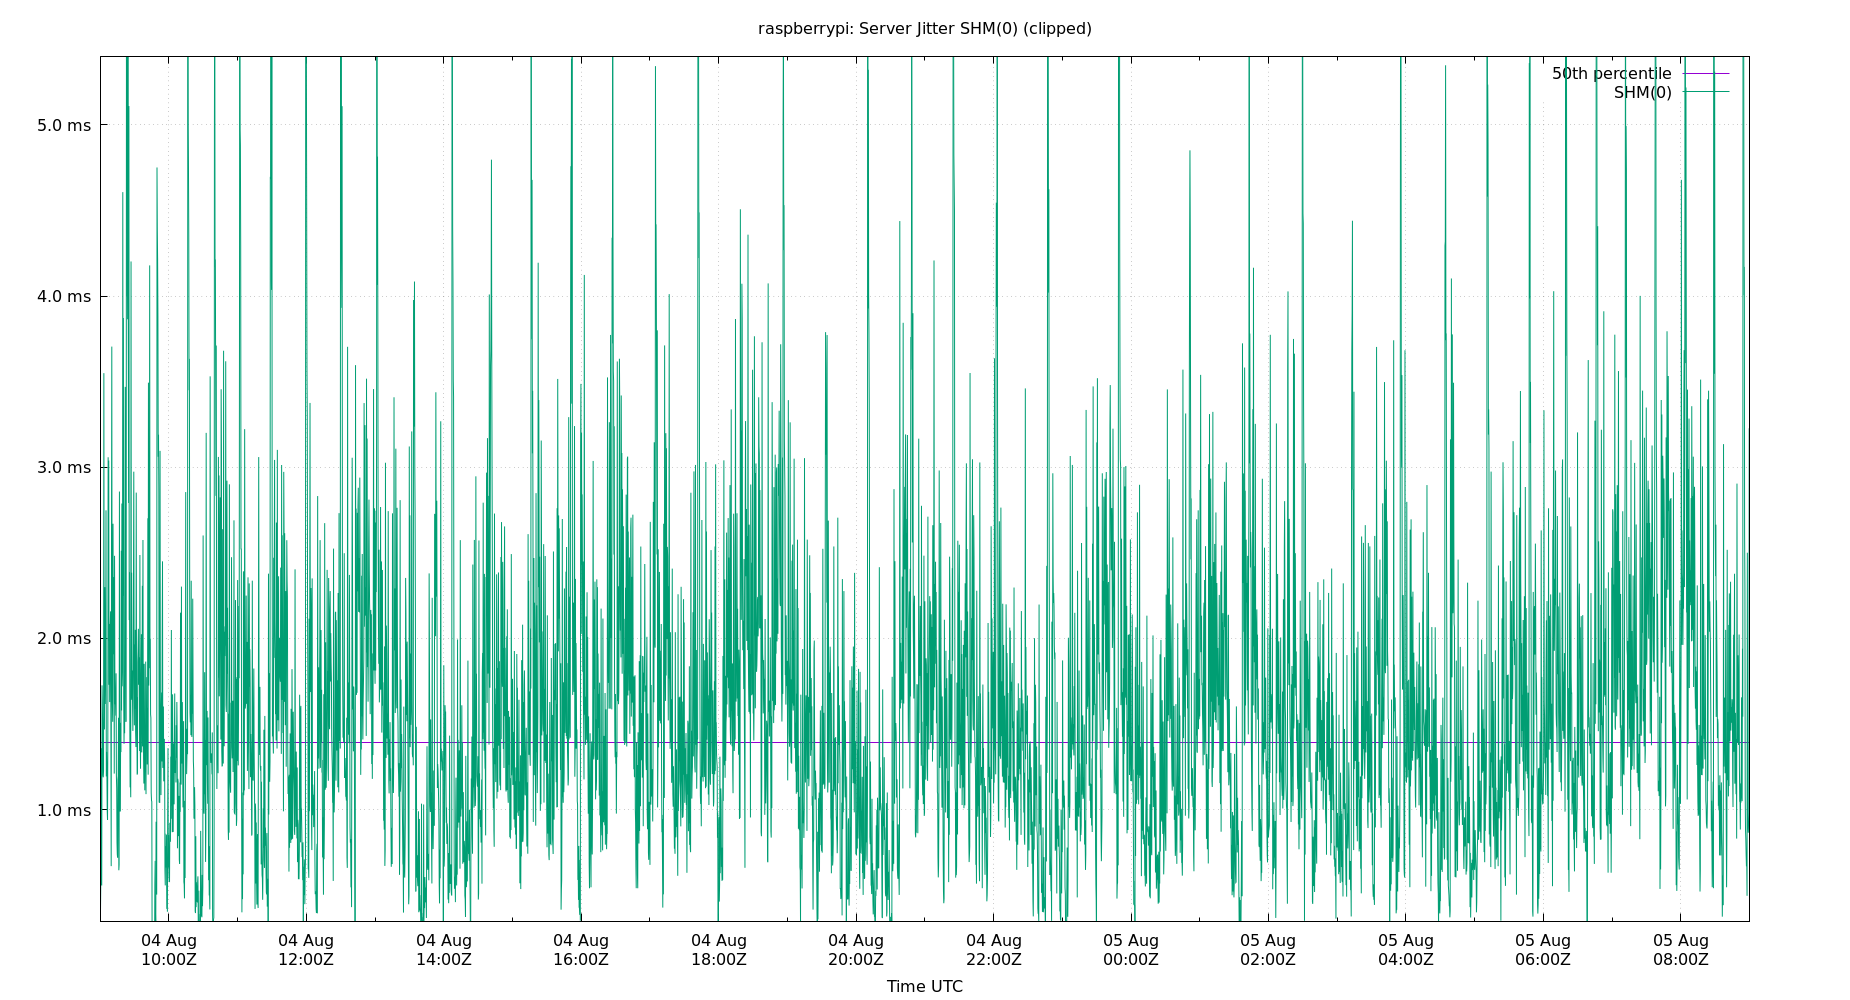 raspberrypi: Server Jitter SHM(0) (clipped)
50th percentile
SHM(0)
5.0 ms
4.0 ms
3.0 ms
2.0 ms
1.0 ms
04 Aug 04 Aug 04 Aug 04 Aug 04 Aug 04 Aug 04 Aug 05 Aug 05 Aug 05 Aug 05 Aug 05 Aug
10:00Z 12:00Z 14:00Z 16:00Z 18:00Z 20:00Z 22:00Z 00:00Z 02:00Z 04:00Z 06:00Z 08:00Z
Time UTC